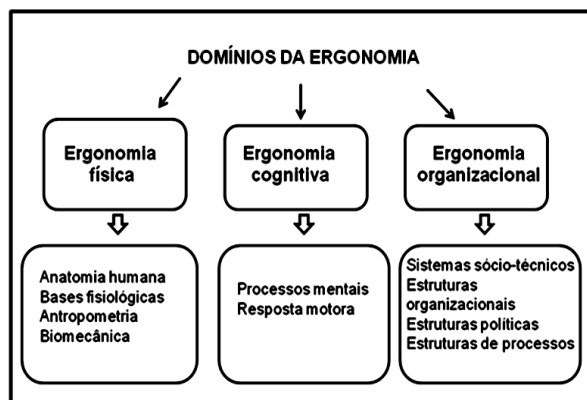 DOMÍNIOS DA ERGONOMIA
Ergonomia
física
Ergonomia
cognitiva
Ergonomia
organizacional
Anatomia humana
Bases fisiológicas
Antropometria
Biomecânica
Processos mentais
Resposta motora
Sistemas sócio-técnicos
Estruturas
organizacionais
Estruturas políticas
Estruturas de processos